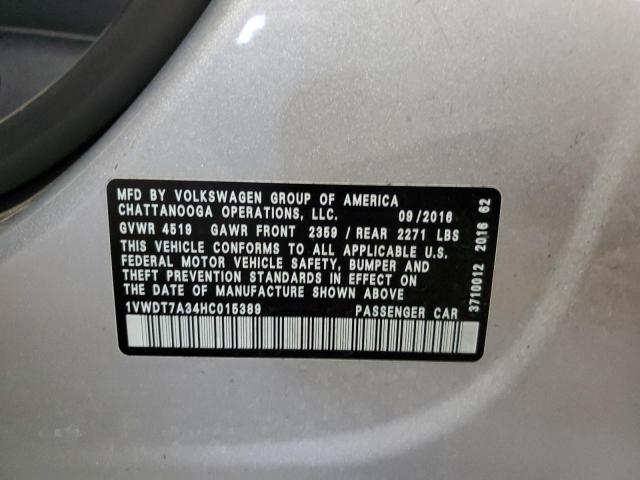 MFD BY VOLKSWAGEN GROUP OF AMERICA
CHATTANOOGA OPERATIONS, LLC. 09/2016
GVWR 4519 GAWR FRONT 2359 / REAR 2271 LBS
THIS VEHICLE CONFORMS TO ALL APPLICABLE U.S.
FEDERAL MOTOR VEHICLE SAFETY, BUMPER AND
THEFT PREVENTION STANDARDS IN EFFECT ON
THE DATE OF MANUFACTURE SHOWN ABOVE
1VWDT7A34HC015389 PASSENGER CAR
3710012 2016 62